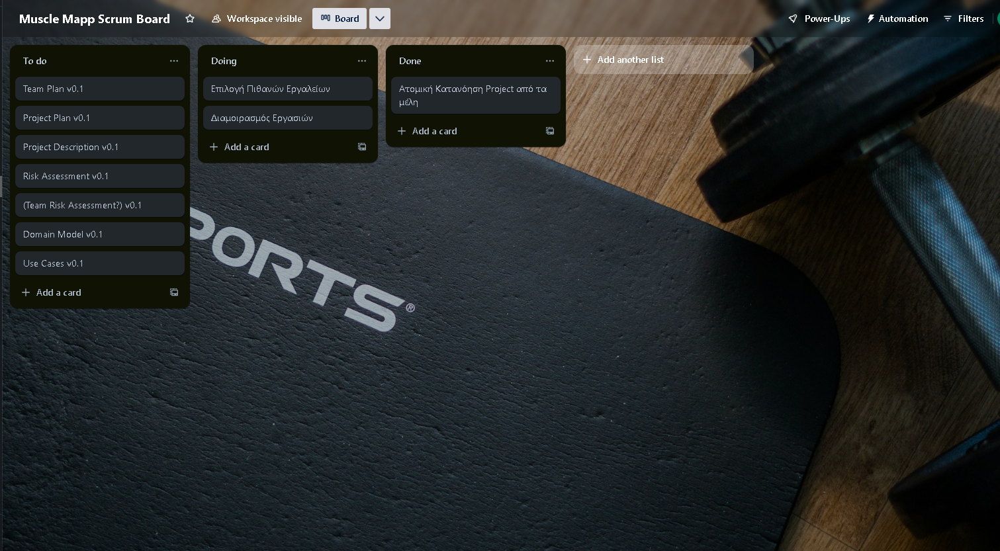 Muscle Mapp Scrum Board
Workspace visible
Board
Power-Ups
Automation
Filters
To do
Team Plan v0.1
Project Plan v0.1
Project Description v0.1
Risk Assessment v0.1
(Team Risk Assessment?) v0.1
Domain Model v0.1
Use Cases v0.1
Add a card
Doing
Επιλογή Πιθανών Εργαλείων
Διαμοιρασμός Εργασιών
Add a card
Done
Ατομική Κατανόηση Project από τα
μέλη
Add a card
Add another list
PORTS®